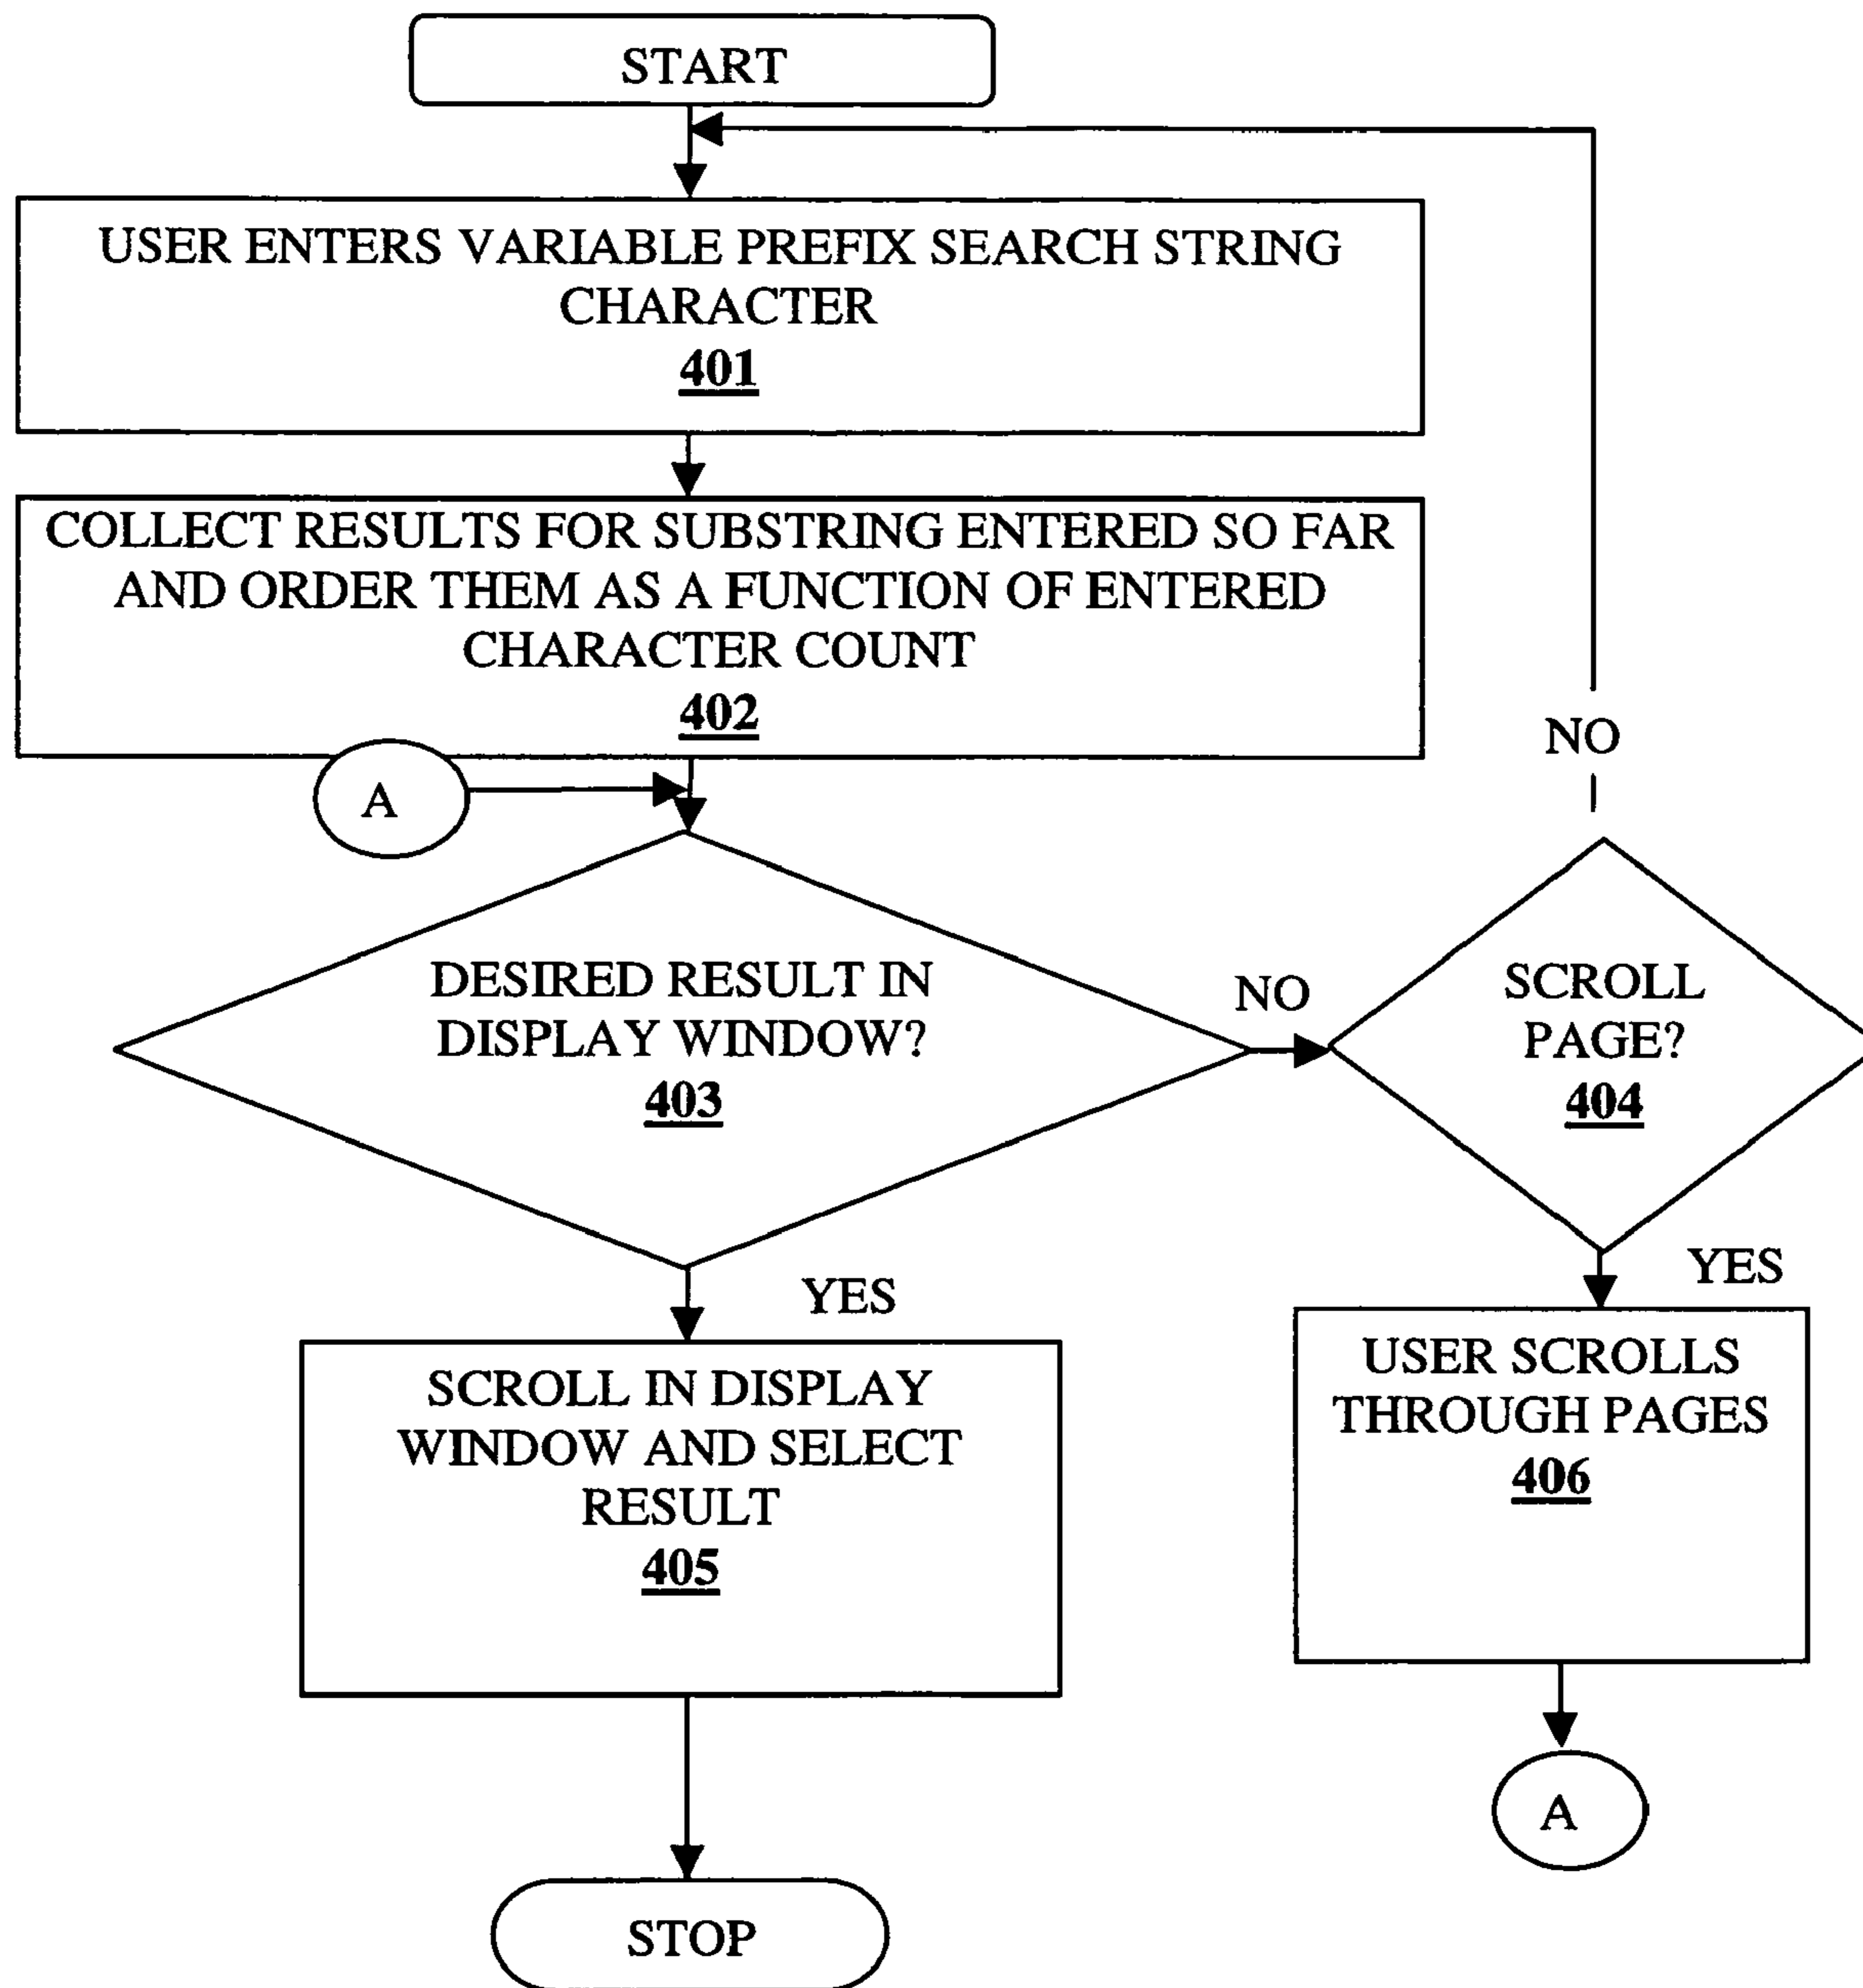 START
USER ENTERS VARIABLE PREFIX SEARCH STRING
CHARACTER
401
COLLECT RESULTS FOR SUBSTRING ENTERED SO FAR
AND ORDER THEM AS A FUNCTION OF ENTERED
CHARACTER COUNT
402
NO
A
DESIRED RESULT IN
DISPLAY WINDOW?
403
NO
SCROLL
PAGE?
404
YES
YES
SCROLL IN DISPLAY
WINDOW AND SELECT
RESULT
405
USER SCROLLS
THROUGH PAGES
406
A
STOP